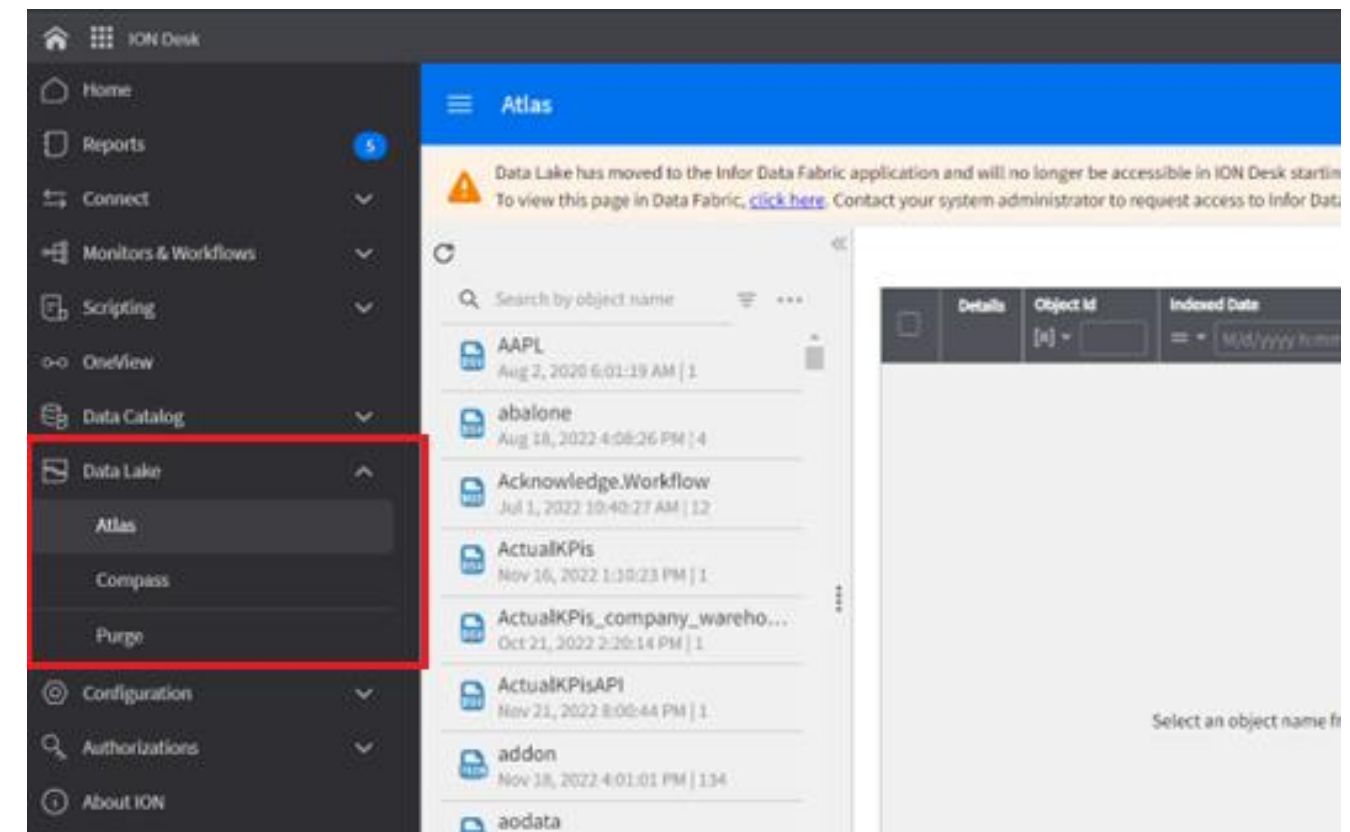 ION Desk
Home
Reports 5
Connect
Monitors & Workflows
Scripting
OneView
Data Catalog
Data Lake
Atlas
Compass
Purge
Configuration
Authorizations
About ION
Atlas
Data Lake has moved to the Infor Data Fabric application and will no longer be accessible in ION Desk startin
To view this page in Data Fabric, click here. Contact your system administrator to request access to Infor Data
Search by object name
AAPL
Aug 2, 2020 6:01:19 AM | 1
abalone
Aug 18, 2022 4:08:26 PM | 4
Acknowledge.Workflow
Jul 1, 2022 10:40:27 AM | 12
ActualKPis
Nov 16, 2022 1:10:23 PM | 1
ActualKPis_company_wareho...
Oct 21, 2022 2:20:14 PM | 1
ActualKPisAPI
Nov 21, 2022 8:00:44 PM | 1
addon
Nov 18, 2022 4:01:01 PM | 134
aodata
Details Object Id Indexed Date
M/d/yyyy h:mm
Select an object name fr